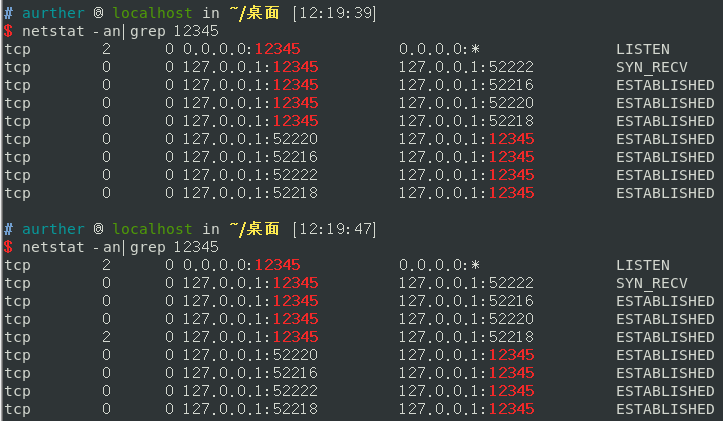 # aurther @ localhost in ~/桌面 [12:19:39]
$ netstat -an|grep 12345
tcp        2      0 0.0.0.0:12345           0.0.0.0:*               LISTEN
tcp        0      0 127.0.0.1:12345         127.0.0.1:52222         SYN_RECV
tcp        0      0 127.0.0.1:12345         127.0.0.1:52216         ESTABLISHED
tcp        0      0 127.0.0.1:12345         127.0.0.1:52220         ESTABLISHED
tcp        0      0 127.0.0.1:12345         127.0.0.1:52218         ESTABLISHED
tcp        0      0 127.0.0.1:52220         127.0.0.1:12345         ESTABLISHED
tcp        0      0 127.0.0.1:52216         127.0.0.1:12345         ESTABLISHED
tcp        0      0 127.0.0.1:52222         127.0.0.1:12345         ESTABLISHED
tcp        0      0 127.0.0.1:52218         127.0.0.1:12345         ESTABLISHED
# aurther @ localhost in ~/桌面 [12:19:47]
$ netstat -an|grep 12345
tcp        2      0 0.0.0.0:12345           0.0.0.0:*               LISTEN
tcp        0      0 127.0.0.1:12345         127.0.0.1:52222         SYN_RECV
tcp        0      0 127.0.0.1:12345         127.0.0.1:52216         ESTABLISHED
tcp        0      0 127.0.0.1:12345         127.0.0.1:52220         ESTABLISHED
tcp        2      0 127.0.0.1:12345         127.0.0.1:52218         ESTABLISHED
tcp        0      0 127.0.0.1:52220         127.0.0.1:12345         ESTABLISHED
tcp        0      0 127.0.0.1:52216         127.0.0.1:12345         ESTABLISHED
tcp        0      0 127.0.0.1:52222         127.0.0.1:12345         ESTABLISHED
tcp        0      0 127.0.0.1:52218         127.0.0.1:12345         ESTABLISHED